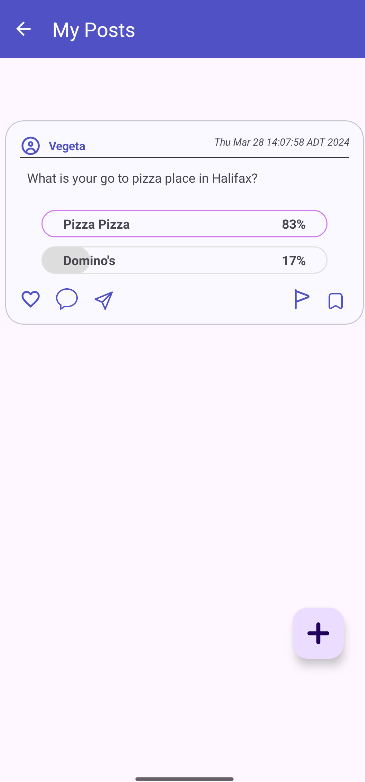 My Posts
Vegeta
Thu Mar 28 14:07:58 ADT 2024
What is your go to pizza place in Halifax?
Pizza Pizza 83%
Domino's 17%